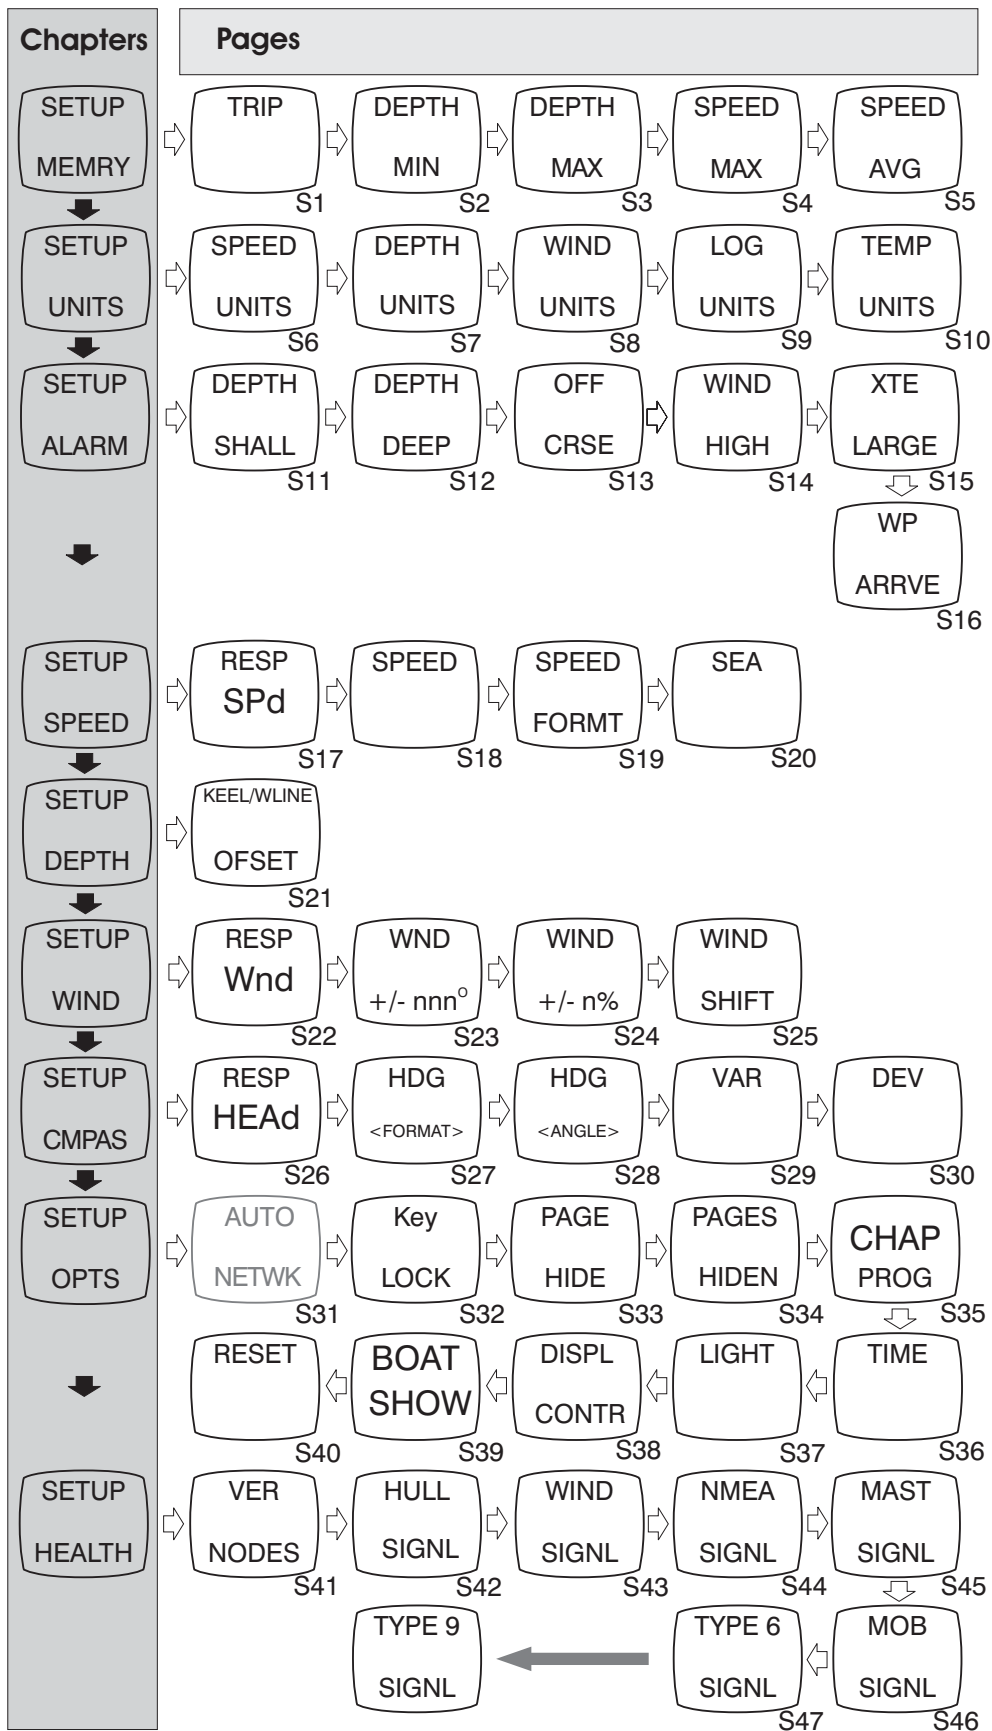 Chapters
Pages
SETUP
MEMRY
TRIP
S1
DEPTH
MIN
S2
DEPTH
MAX
S3
SPEED
MAX
S4
SPEED
AVG
S5
SETUP
UNITS
SPEED
UNITS
S6
DEPTH
UNITS
S7
WIND
UNITS
S8
LOG
UNITS
S9
TEMP
UNITS
S10
SETUP
ALARM
DEPTH
SHALL
S11
DEPTH
DEEP
S12
OFF
CRSE
S13
WIND
HIGH
S14
XTE
LARGE
S15
WP
ARRVE
S16
SETUP
SPEED
RESP
SPd
S17
SPEED
S18
SPEED
FORMT
S19
SEA
S20
SETUP
DEPTH
KEEL/WLINE
OFSET
S21
SETUP
WIND
RESP
Wnd
S22
WND
+/- nnn°
S23
WIND
+/- n%
S24
WIND
SHIFT
S25
SETUP
CMPAS
RESP
HEAd
S26
HDG
<FORMAT>
S27
HDG
<ANGLE>
S28
VAR
S29
DEV
S30
SETUP
OPTS
AUTO
NETWK
S31
Key
LOCK
S32
PAGE
HIDE
S33
PAGES
HIDEN
S34
CHAP
PROG
S35
RESET
S40
BOAT
SHOW
S39
DISPL
CONTR
S38
LIGHT
S37
TIME
S36
SETUP
HEALTH
VER
NODES
S41
HULL
SIGNL
S42
WIND
SIGNL
S43
NMEA
SIGNL
S44
MAST
SIGNL
S45
TYPE 9
SIGNL
TYPE 6
SIGNL
S47
MOB
SIGNL
S46